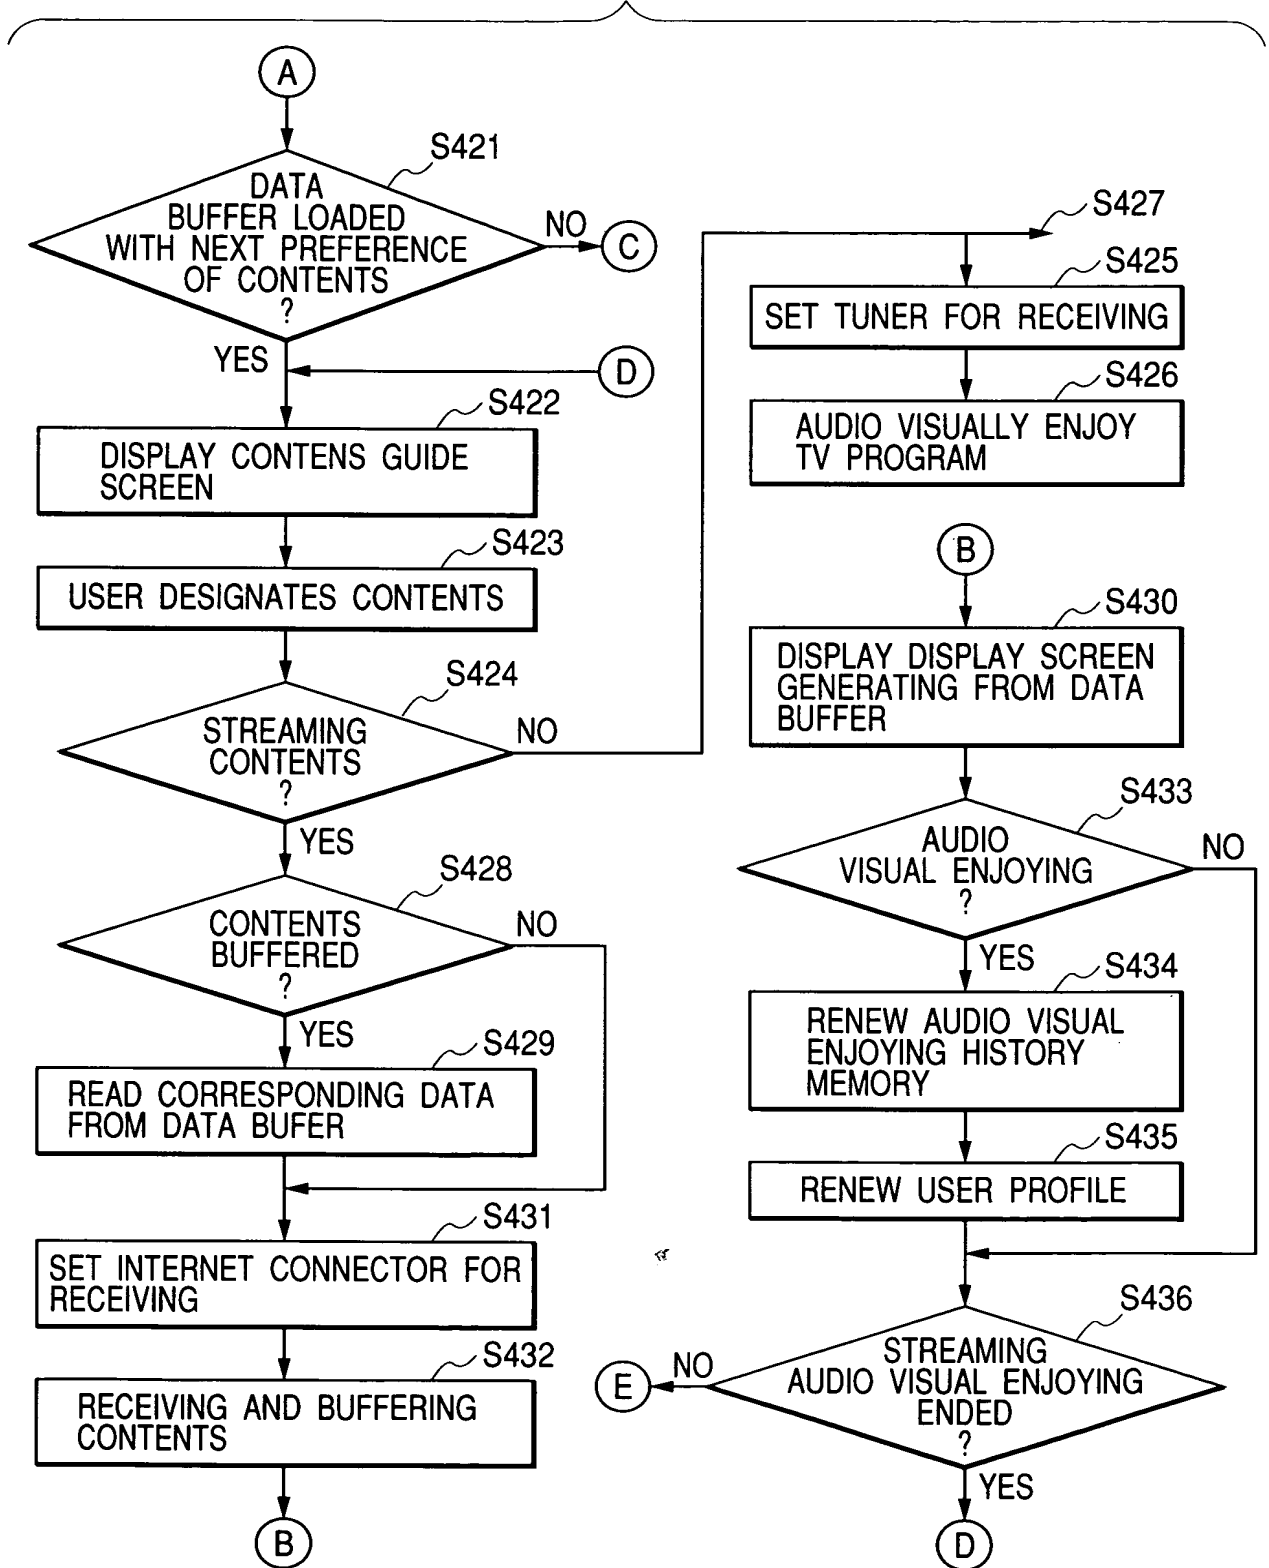 A
S421
DATA
BUFFER LOADED
WITH NEXT PREFERENCE
OF CONTENTS
?
NO
C
YES
D
S422
DISPLAY CONTENS GUIDE
SCREEN
S423
USER DESIGNATES CONTENTS
S424
STREAMING
CONTENTS
?
NO
YES
S428
CONTENTS
BUFFERED
?
NO
YES
S429
READ CORRESPONDING DATA
FROM DATA BUFER
S431
SET INTERNET CONNECTOR FOR
RECEIVING
S432
RECEIVING AND BUFFERING
CONTENTS
B
S427
S425
SET TUNER FOR RECEIVING
S426
AUDIO VISUALLY ENJOY
TV PROGRAM
B
S430
DISPLAY DISPLAY SCREEN
GENERATING FROM DATA
BUFFER
S433
AUDIO
VISUAL ENJOYING
?
NO
YES
S434
RENEW AUDIO VISUAL
ENJOYING HISTORY
MEMORY
S435
RENEW USER PROFILE
S436
STREAMING
AUDIO VISUAL ENJOYING
ENDED
?
NO
E
YES
D